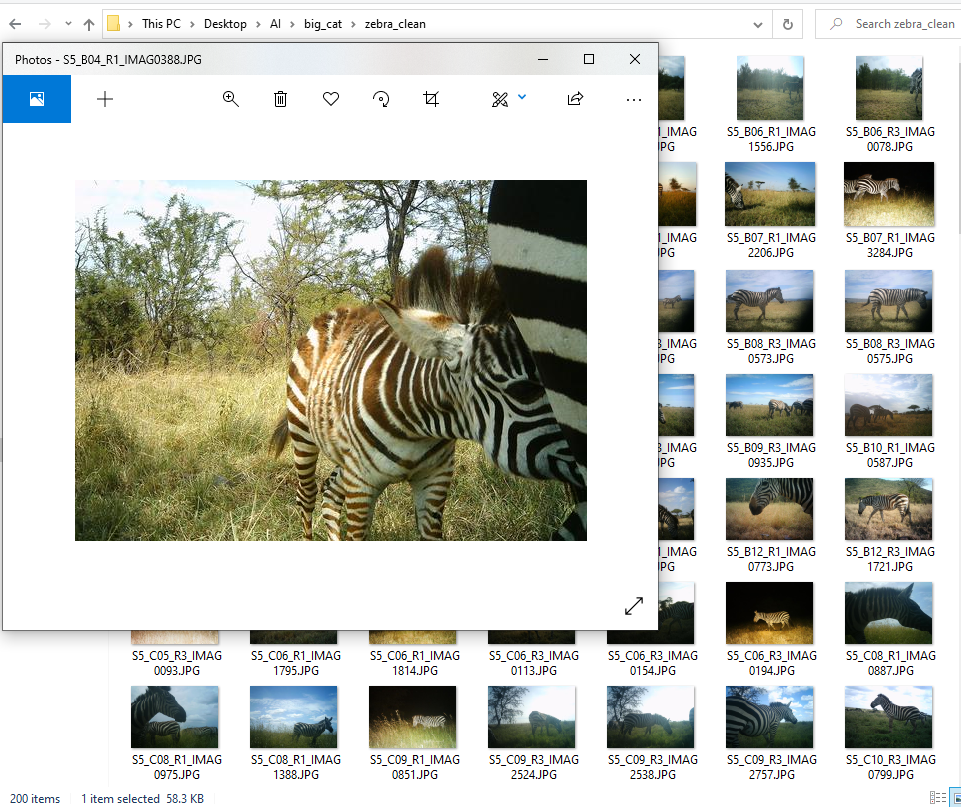 This PC > Desktop > AI > big_cat > zebra_clean
Search zebra_clean
Photos - S5_B04_R1_IMAG0388.JPG
S5_B06_R1_IMAG
1556.JPG
S5_B06_R3_IMAG
0078.JPG
S5_B07_R1_IMAG
2206.JPG
S5_B07_R1_IMAG
3284.JPG
S5_B08_R3_IMAG
0573.JPG
S5_B08_R3_IMAG
0575.JPG
S5_B09_R3_IMAG
0935.JPG
S5_B10_R1_IMAG
0587.JPG
S5_B12_R1_IMAG
0773.JPG
S5_B12_R3_IMAG
1721.JPG
S5_C05_R3_IMAG
0093.JPG
S5_C06_R1_IMAG
1795.JPG
S5_C06_R1_IMAG
1814.JPG
S5_C06_R3_IMAG
0113.JPG
S5_C06_R3_IMAG
0154.JPG
S5_C06_R3_IMAG
0194.JPG
S5_C08_R1_IMAG
0887.JPG
S5_C08_R1_IMAG
0975.JPG
S5_C08_R1_IMAG
1388.JPG
S5_C09_R1_IMAG
0851.JPG
S5_C09_R3_IMAG
2524.JPG
S5_C09_R3_IMAG
2538.JPG
S5_C09_R3_IMAG
2757.JPG
S5_C10_R3_IMAG
0799.JPG
200 items 1 item selected 58.3 KB